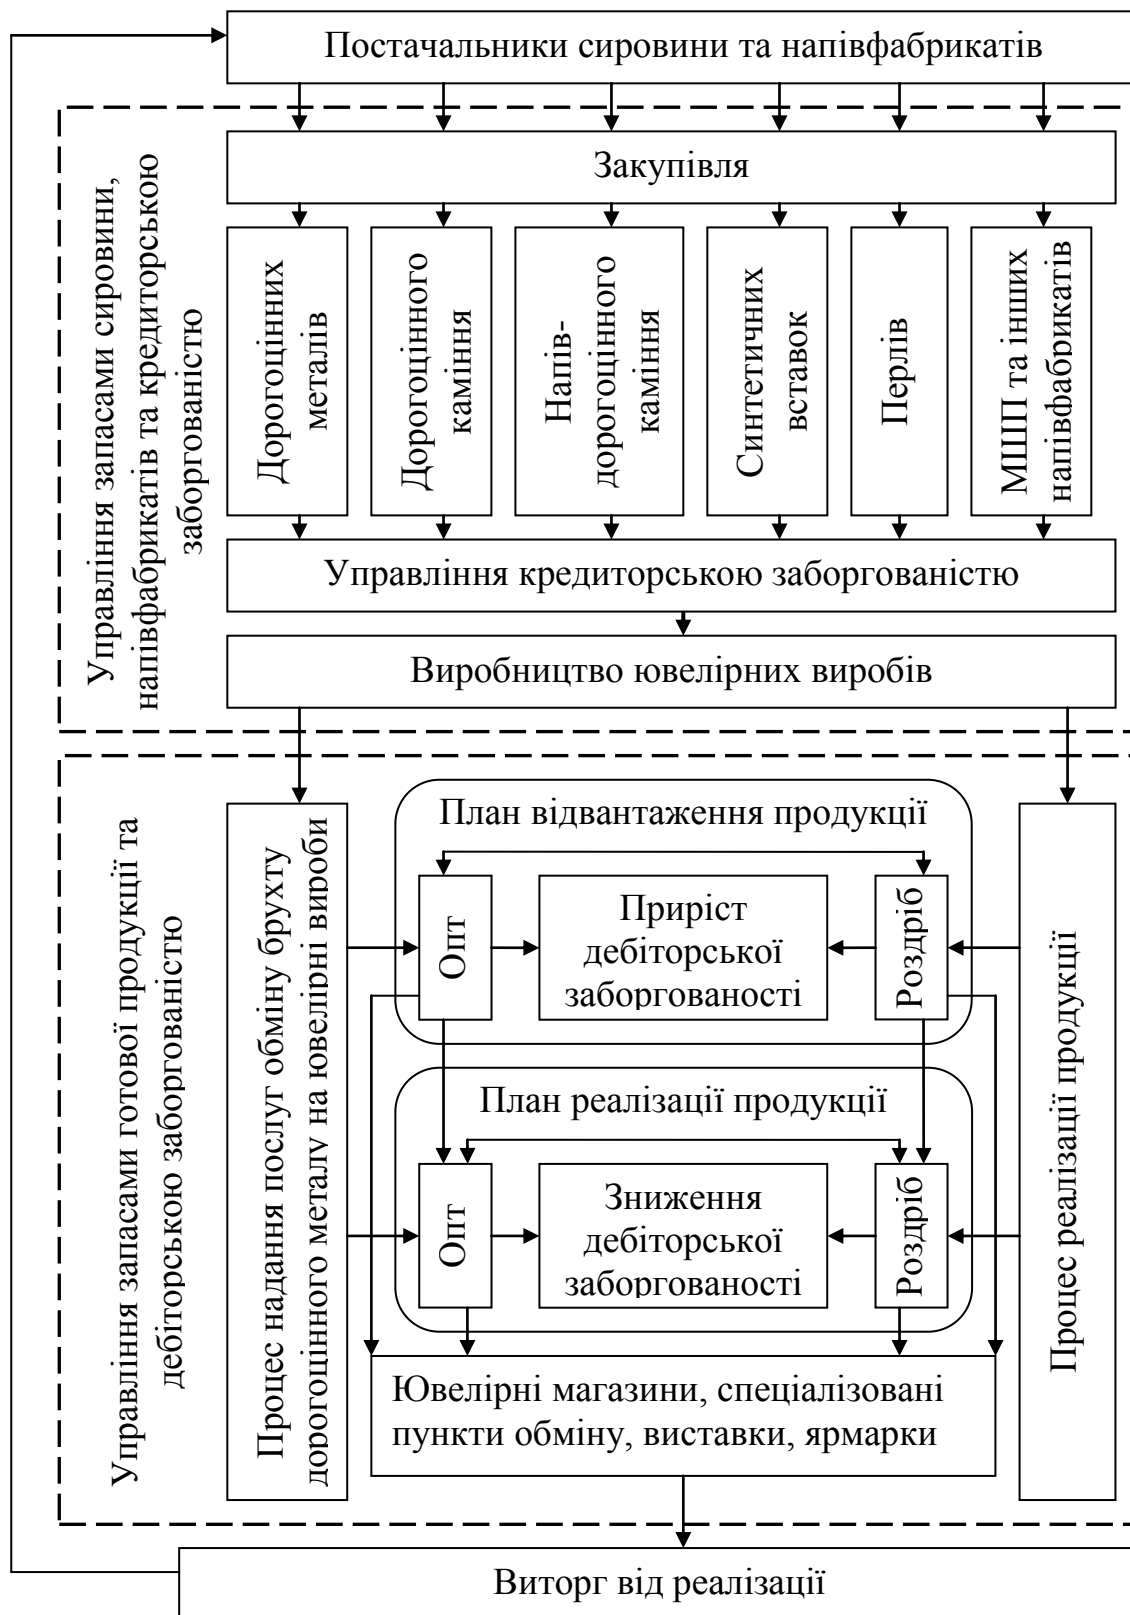 Постачальники сировини та напівфабрикатів
Управління запасами сировини,
напівфабрикатів та кредиторською
заборгованістю
Закупівля
Дорогоцінних
металів
Дорогоцінного
каміння
Напів-
дорогоцінного
каміння
Синтетичних
вставок
Перлів
МШП та інших
напівфабрикатів
Управління кредиторською заборгованістю
Виробництво ювелірних виробів
Управління запасами готової продукції та
дебіторською заборгованістю
Процес надання послуг обміну брухту
дорогоцінного металу на ювелірні вироби
План відвантаження продукції
Опт
Приріст
дебіторської
заборгованості
Роздріб
План реалізації продукції
Опт
Зниження
дебіторської
заборгованості
Роздріб
Процес реалізації продукції
Ювелірні магазини, спеціалізовані
пункти обміну, виставки, ярмарки
Виторг від реалізації